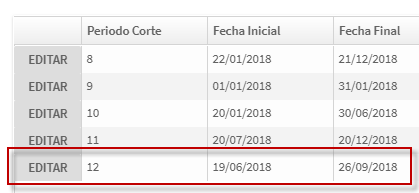 Periodo Corte Fecha Inicial Fecha Final
EDITAR 8 22/01/2018 21/12/2018
EDITAR 9 01/01/2018 31/01/2018
EDITAR 10 20/01/2018 30/06/2018
EDITAR 11 20/07/2018 20/12/2018
EDITAR 12 19/06/2018 26/09/2018